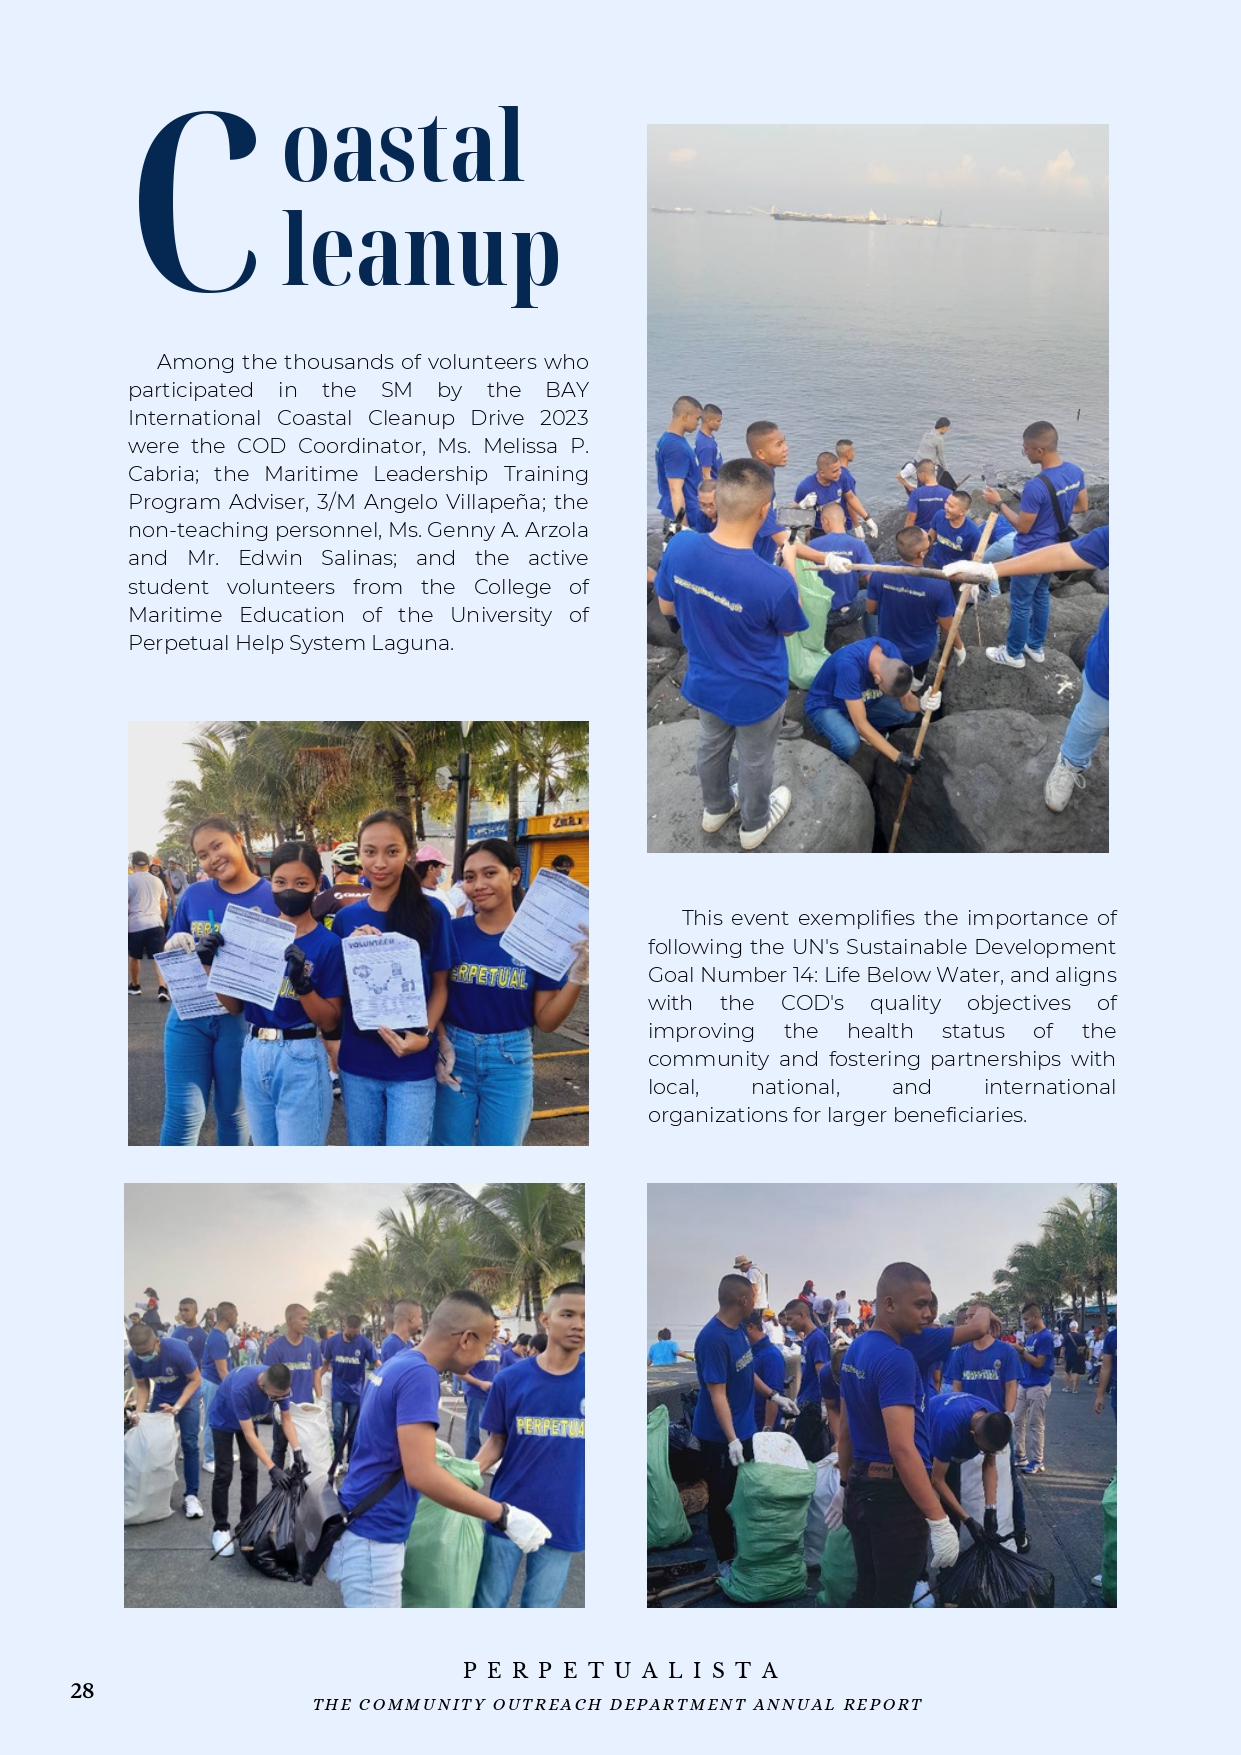 Coastal
Cleanup
Among the thousands of volunteers who
participated in the SM by the BAY
International Coastal Cleanup Drive 2023
were the COD Coordinator, Ms. Melissa P.
Cabria; the Maritime Leadership Training
Program Adviser, 3/M Angelo Villapeña; the
non-teaching personnel, Ms. Genny A. Arzola
and Mr. Edwin Salinas; and the active
student volunteers from the College of
Maritime Education of the University of
Perpetual Help System Laguna.
VOLUNTEER
PERPETUAL
This event exemplifies the importance of
following the UN's Sustainable Development
Goal Number 14: Life Below Water, and aligns
with the COD's quality objectives of
improving the health status of the
community and fostering partnerships with
local, national, and international
organizations for larger beneficiaries.
PERPETUA
PERPETUALISTA
THE COMMUNITY OUTREACH DEPARTMENT ANNUAL REPORT
28